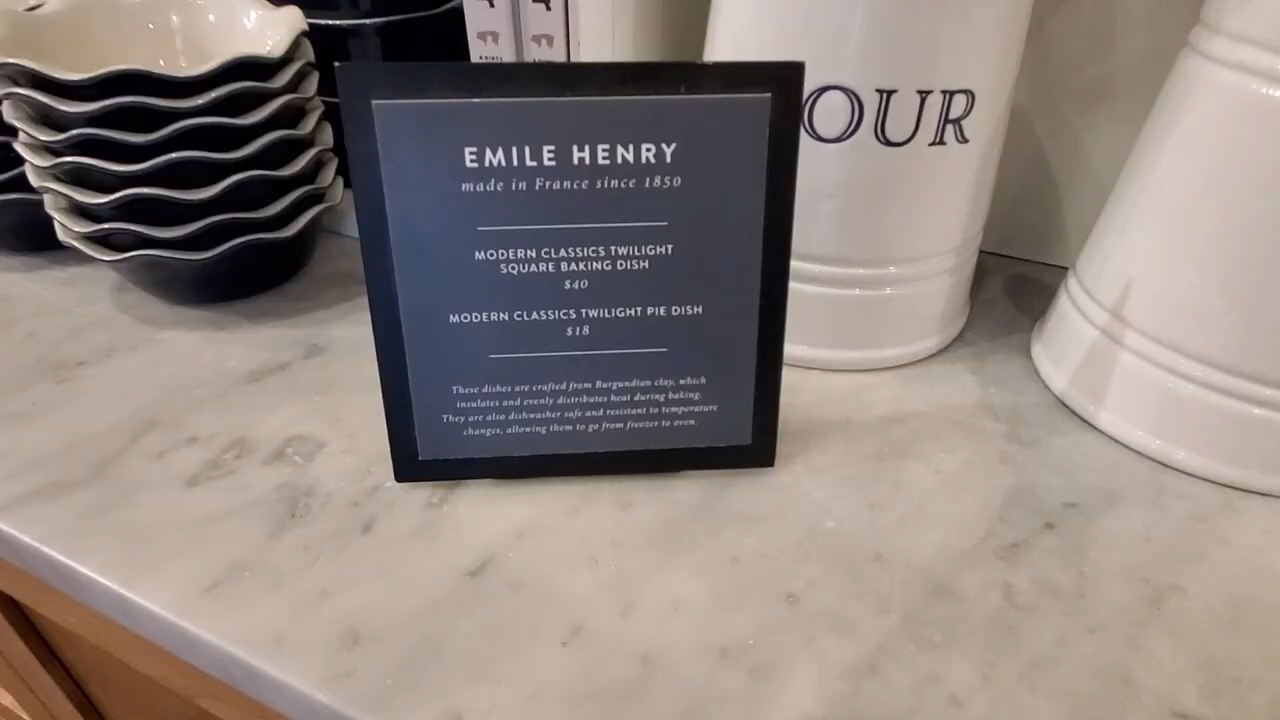 EMILE HENRY
made in France since 1850
MODERN CLASSICS TWILIGHT
SQUARE BAKING DISH
$40
MODERN CLASSICS TWILIGHT PIE DISH
$18
These dishes are crafted from Burgundian clay, which
insulates and evenly distributes heat during baking.
They are also dishwasher safe and resistant to temperature
changes, allowing them to go from freezer to oven.
OUR